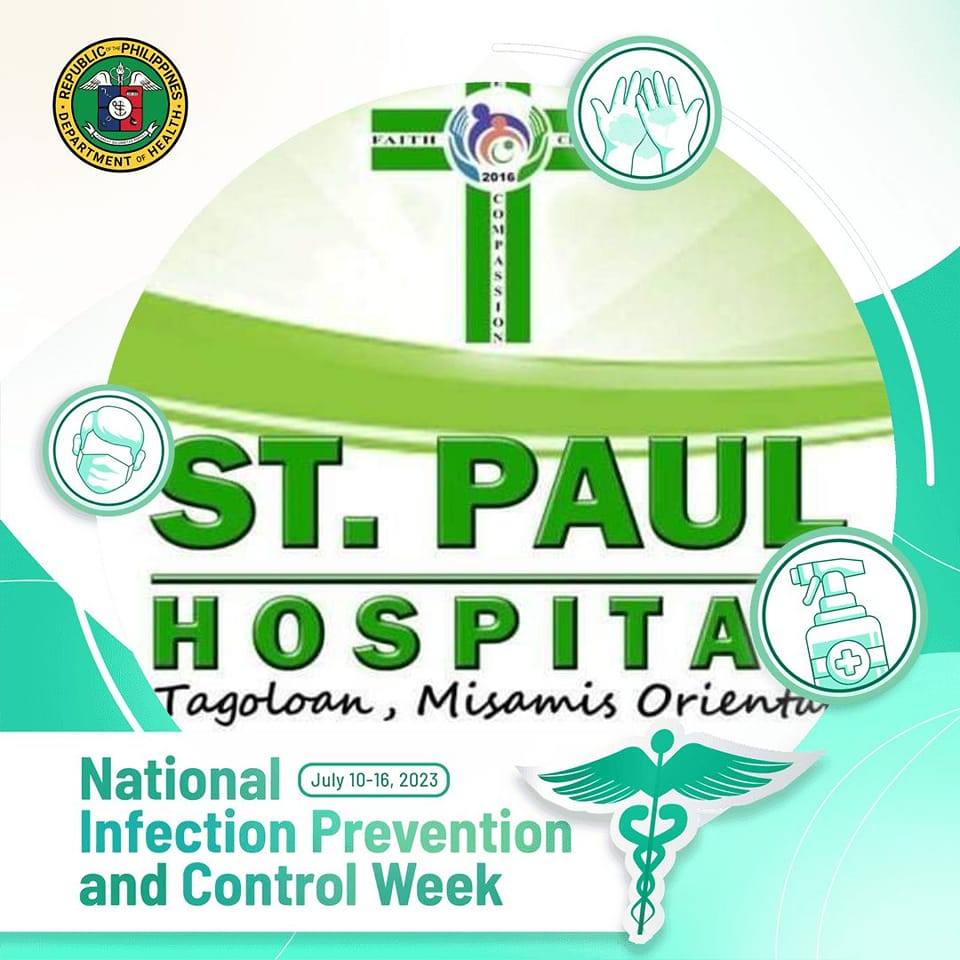 REPUBLIC OF THE PHILIPPINES
DEPARTMENT OF HEALTH
FAITH
2016
COMPASSION
ST. PAUL
HOSPITA
Tagoloan, Misamis Orienta
National July 10-16, 2023
Infection Prevention
and Control Week